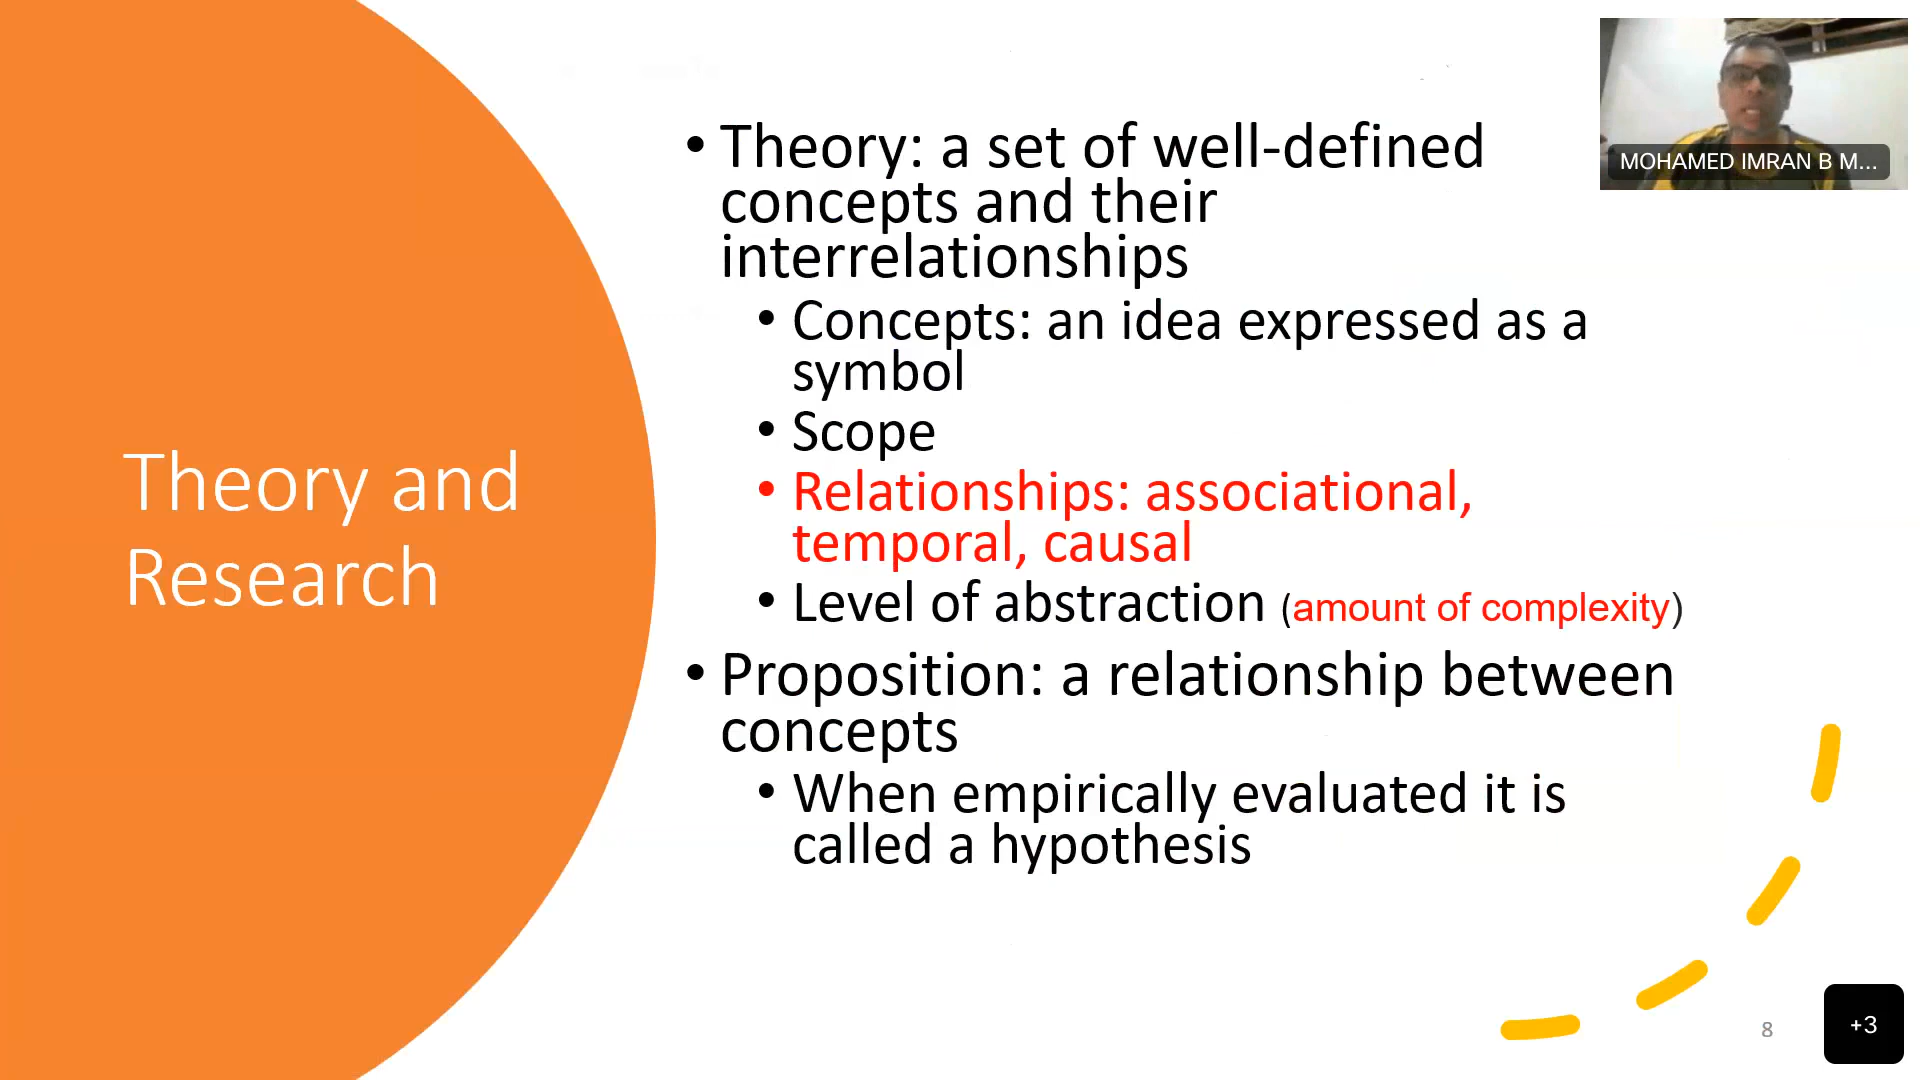 Theory and
Research
• Theory: a set of well-defined
concepts and their
interrelationships
• Concepts: an idea expressed as a
symbol
• Scope
• Relationships: associational,
temporal, causal
• Level of abstraction (amount of complexity)
• Proposition: a relationship between
concepts
• When empirically evaluated it is
called a hypothesis
MOHAMED IMRAN B M...
8
+3